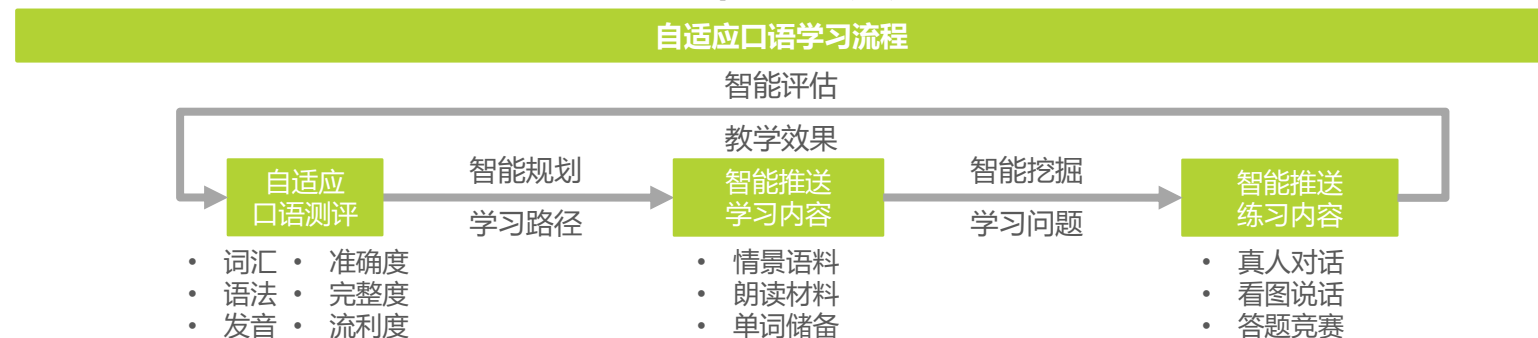 自适应口语学习流程
智能评估
教学效果
自适应
口语测评
智能规划
学习路径
智能推送
学习内容
智能挖掘
学习问题
智能推送
练习内容
• 词汇 • 准确度
• 语法 • 完整度
• 发音 • 流利度
• 情景语料
• 朗读材料
• 单词储备
• 真人对话
• 看图说话
• 答题竞赛